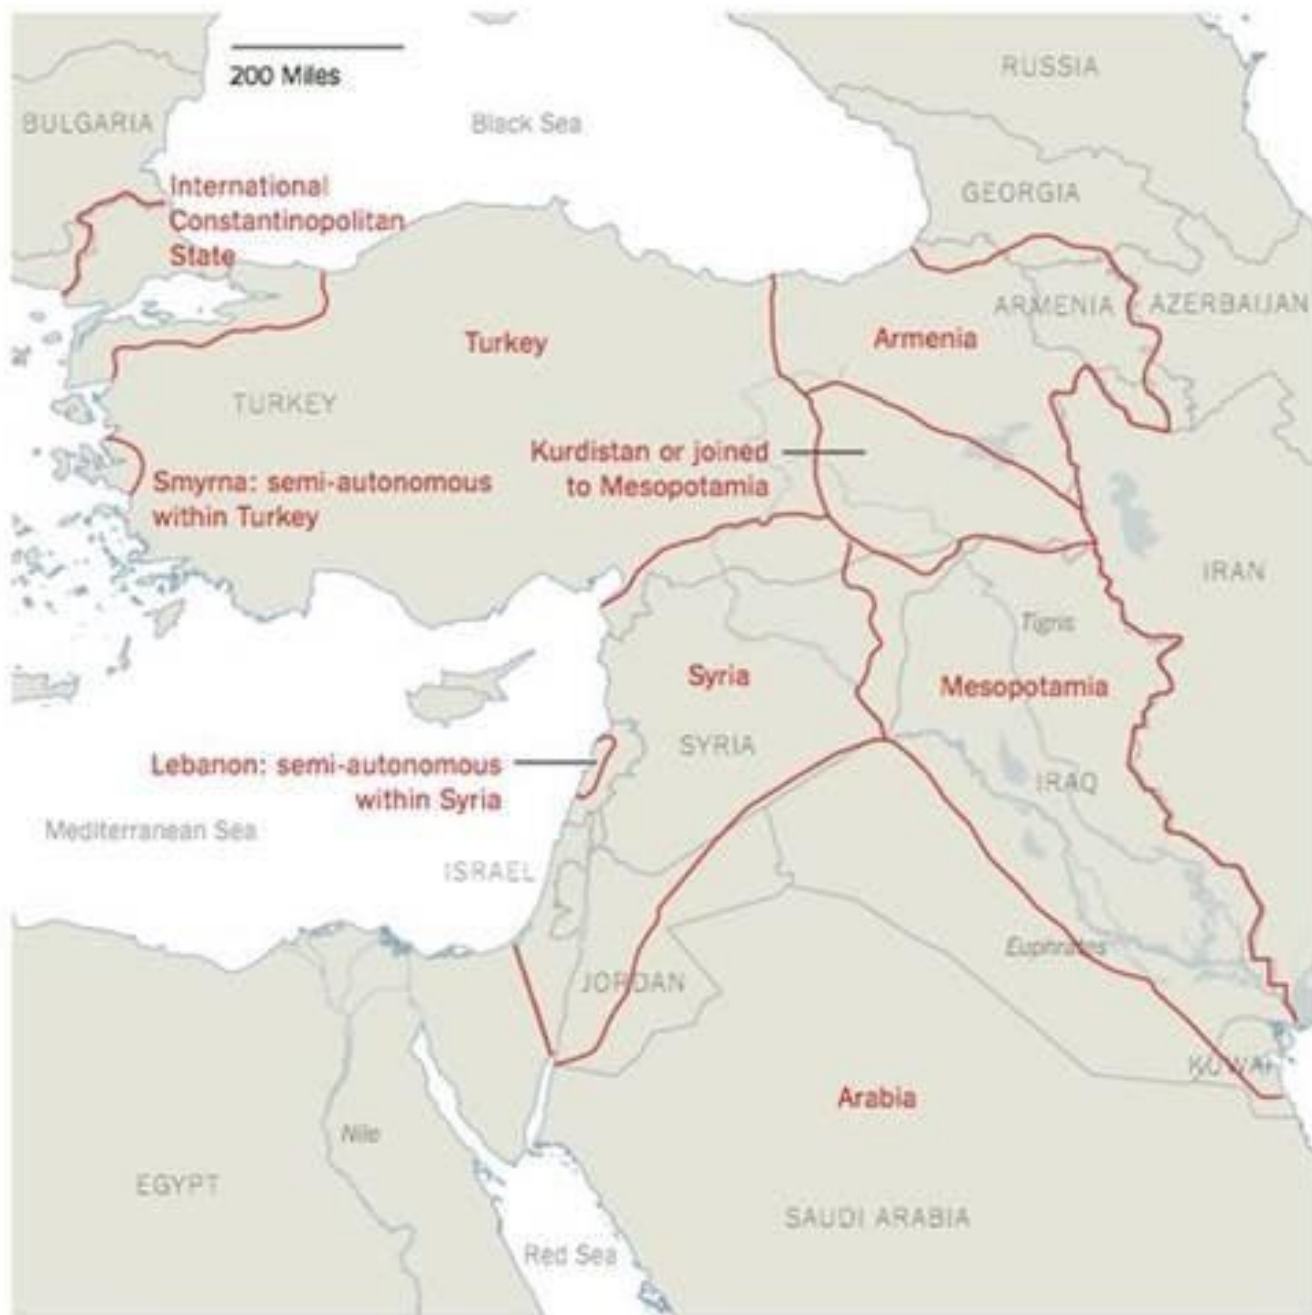 200 Miles
RUSSIA
BULGARIA
Black Sea
International
Constantinopolitan
State
GEORGIA
ARMENIA
AZERBAIJAN
Turkey
Armenia
TURKEY
Kurdistan or joined
to Mesopotamia
Smyrna: semi-autonomous
within Turkey
IRAN
Tigris
Syria
Mesopotamia
SYRIA
Lebanon: semi-autonomous
within Syria
IRAQ
Mediterranean Sea
ISRAEL
Euphrates
JORDAN
KUWAI
Arabia
Nile
EGYPT
SAUDI ARABIA
Red Sea